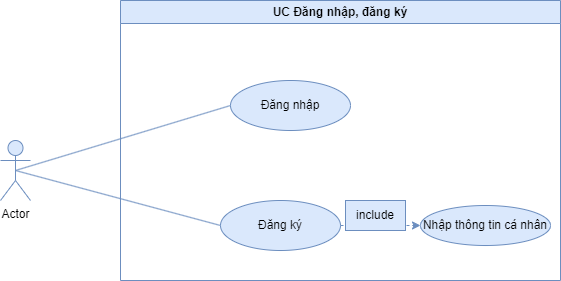 UC Đăng nhập, đăng ký
Đăng nhập
Actor
Đăng ký
include
Nhập thông tin cá nhân